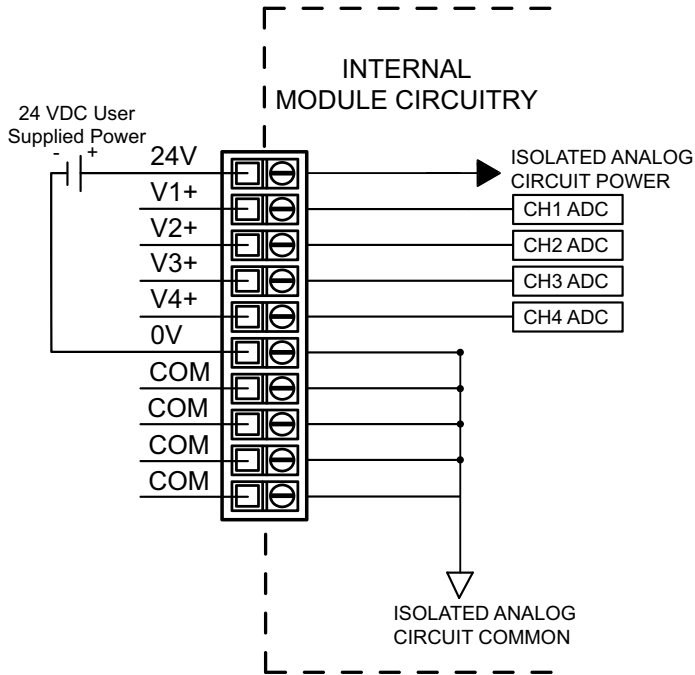 INTERNAL
MODULE CIRCUITRY
24 VDC User
Supplied Power
- +
24V
V1+
V2+
V3+
V4+
0V
COM
COM
COM
COM
ISOLATED ANALOG
CIRCUIT POWER
CH1 ADC
CH2 ADC
CH3 ADC
CH4 ADC
ISOLATED ANALOG
CIRCUIT COMMON